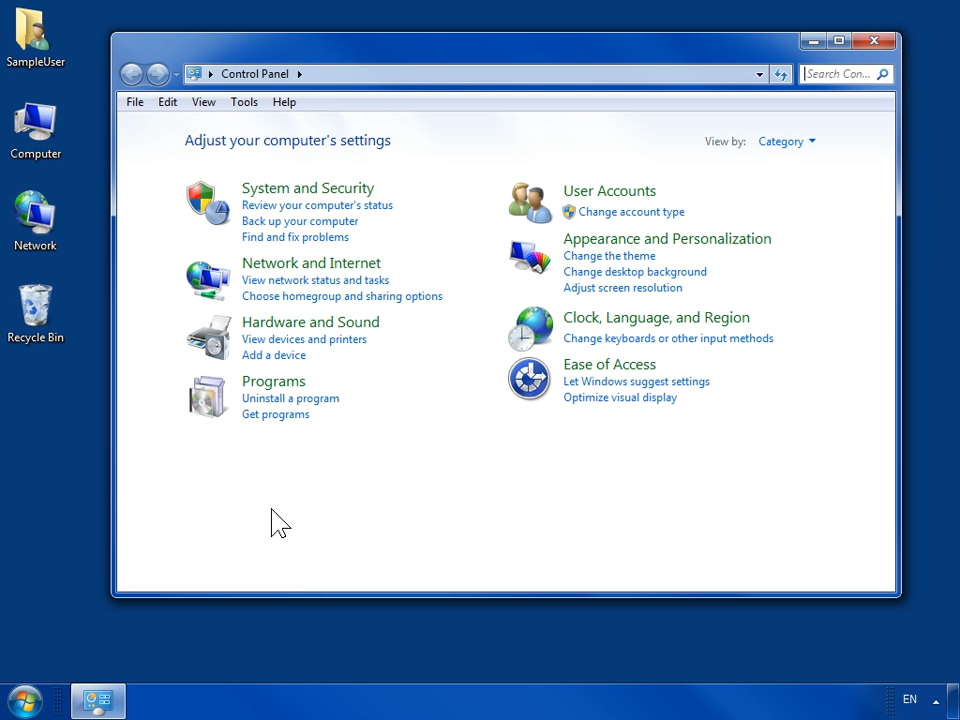 SampleUser
Computer
Network
Recycle Bin
Control Panel
Search Con...
File Edit View Tools Help
Adjust your computer's settings
View by: Category
System and Security
Review your computer's status
Back up your computer
Find and fix problems
Network and Internet
View network status and tasks
Choose homegroup and sharing options
Hardware and Sound
View devices and printers
Add a device
Programs
Uninstall a program
Get programs
User Accounts
Change account type
Appearance and Personalization
Change the theme
Change desktop background
Adjust screen resolution
Clock, Language, and Region
Change keyboards or other input methods
Ease of Access
Let Windows suggest settings
Optimize visual display
EN